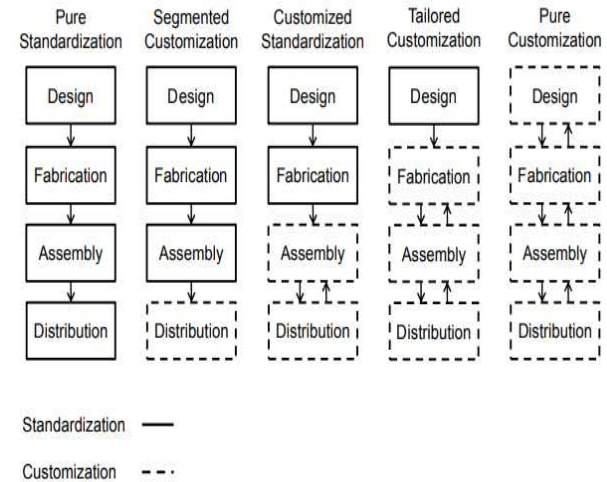 Pure
Standardization
Segmented
Customization
Customized
Standardization
Tailored
Customization
Pure
Customization
Design
Design
Design
Design
Design
Fabrication
Fabrication
Fabrication
Fabrication
Fabrication
Assembly
Assembly
Assembly
Assembly
Assembly
Distribution
Distribution
Distribution
Distribution
Distribution
Standardization
Customization